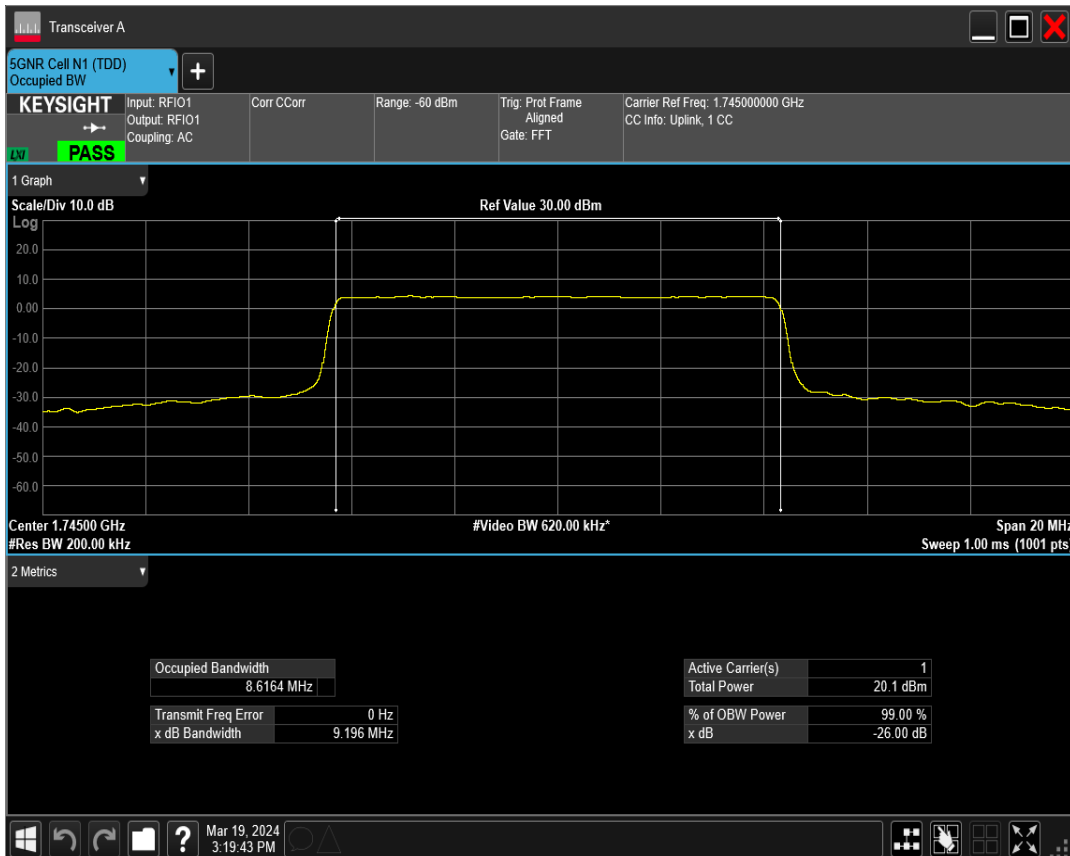 Transceiver A
5GNR Cell N1 (TDD)
Occupied BW
+
KEYSIGHT
LXI
PASS
Input: RFIO1
Output: RFIO1
Coupling: AC
Corr CCorr
Range: -60 dBm
Trig: Prot Frame
Aligned
Gate: FFT
Carrier Ref Freq: 1.745000000 GHz
CC Info: Uplink, 1 CC
1 Graph
Scale/Div 10.0 dB
Ref Value 30.00 dBm
Log
20.0
10.0
0.00
-10.0
-20.0
-30.0
-40.0
-50.0
-60.0
Center 1.74500 GHz
#Video BW 620.00 kHz*
Span 20 MHz
#Res BW 200.00 kHz
Sweep 1.00 ms (1001 pts)
2 Metrics
Occupied Bandwidth
8.6164 MHz
Transmit Freq Error 0 Hz
x dB Bandwidth 9.196 MHz
Active Carrier(s) 1
Total Power 20.1 dBm
% of OBW Power 99.00 %
x dB -26.00 dB
?
Mar 19, 2024
3:19:43 PM